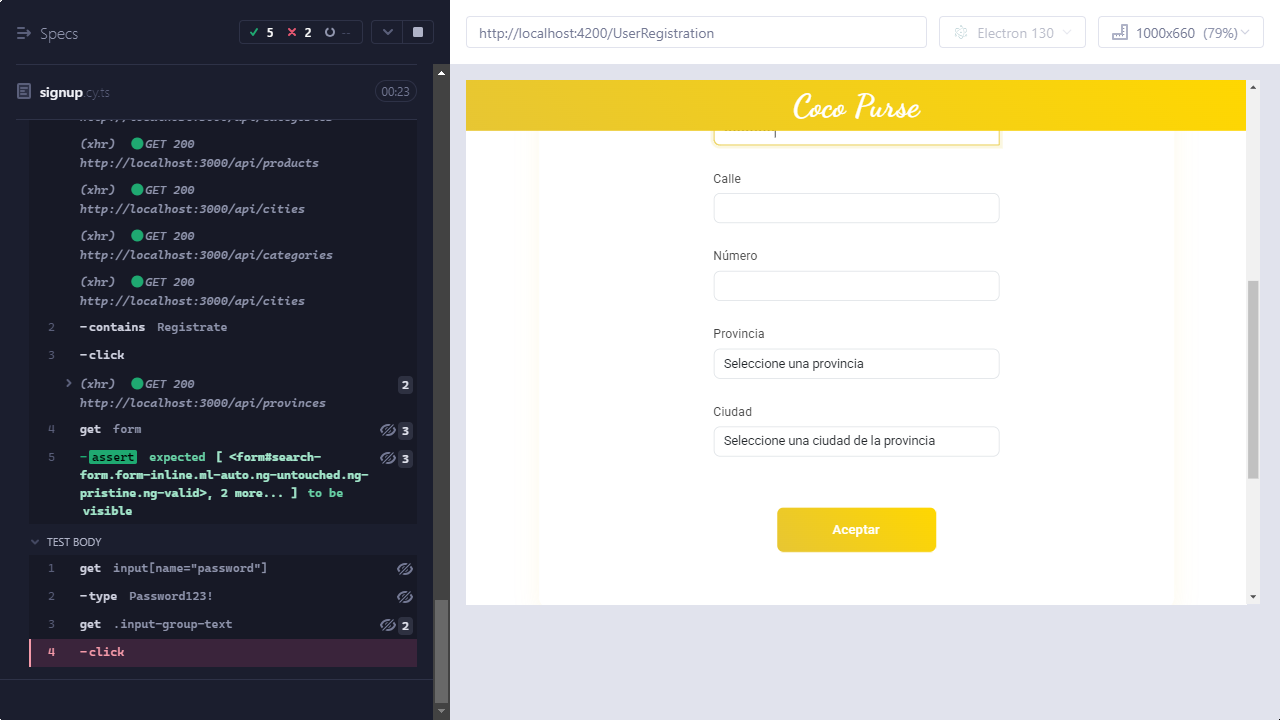 Specs
5
2
--
http://localhost:4200/UserRegistration
Electron 130
1000x660 (79%)
signup.cy.ts
00:23
http://localhost:3000/api/categories
(xhr) GET 200
http://localhost:3000/api/products
(xhr) GET 200
http://localhost:3000/api/cities
(xhr) GET 200
http://localhost:3000/api/categories
(xhr) GET 200
http://localhost:3000/api/cities
2 -contains Registrate
3 -click
(xhr) GET 200 2
http://localhost:3000/api/provinces
4 get form 3
5 -assert expected [ <form#search- 3
form.form-inline.ml-auto.ng-untouched.ng-
pristine.ng-valid>, 2 more... ] to be
visible
TEST BODY
1 get input[name="password"]
2 -type Password123!
3 get .input-group-text 2
4 -click
Coco Purse
Calle
Número
Provincia
Seleccione una provincia
Ciudad
Seleccione una ciudad de la provincia
Aceptar